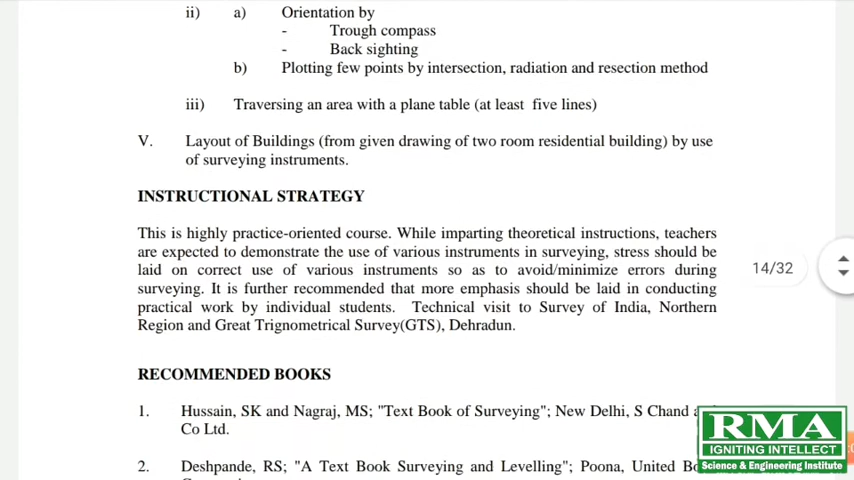 ii) a) Orientation by
- Trough compass
- Back sighting
b) Plotting few points by intersection, radiation and resection method
iii) Traversing an area with a plane table (at least five lines)
V. Layout of Buildings (from given drawing of two room residential building) by use
of surveying instruments.
INSTRUCTIONAL STRATEGY
This is highly practice-oriented course. While imparting theoretical instructions, teachers
are expected to demonstrate the use of various instruments in surveying, stress should be
laid on correct use of various instruments so as to avoid/minimize errors during
surveying. It is further recommended that more emphasis should be laid in conducting
practical work by individual students. Technical visit to Survey of India, Northern
Region and Great Trignometrical Survey(GTS), Dehradun.
14/32
RECOMMENDED BOOKS
1. Hussain, SK and Nagraj, MS; "Text Book of Surveying"; New Delhi, S Chand
Co Ltd.
2. Deshpande, RS; "A Text Book Surveying and Levelling"; Poona, United
RMA
IGNITING INTELLECT
Science & Engineering Institute